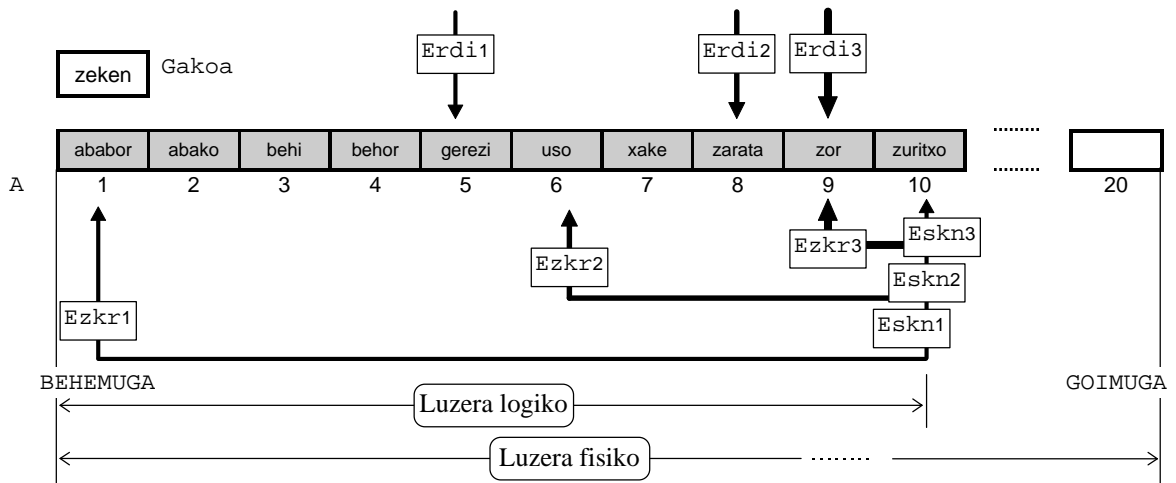 Erdi1 Erdi2 Erdi3
zeken Gakoa
ababor abako behi behor gerezi uso xake zarata zor zuritxo
A 1 2 3 4 5 6 7 8 9 10 20
Ezkr2 Ezkr3 Eskn3
Eskn2
Ezkr1 Eskn1
BEHEMUGA GOIMUGA
Luzera logiko
Luzera fisiko